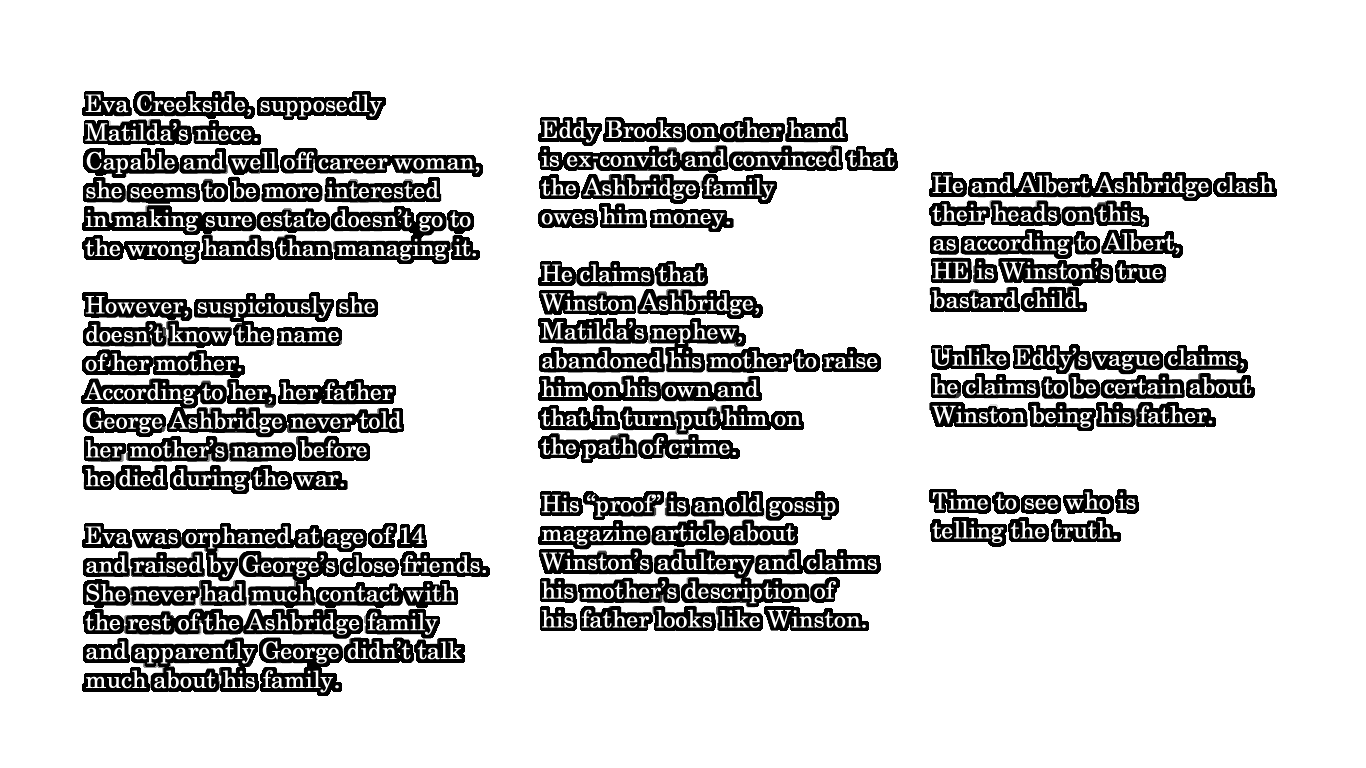 Eva Creekside, supposedly
Matilda's niece.
Capable and well off career woman,
she seems to be more interested
in making sure estate doesn't go to
the wrong hands than managing it.
However, suspiciously she
doesn't know the name
of her mother.
According to her, her father
George Ashbridge never told
her mother's name before
he died during the war.
Eva was orphaned at age of 14
and raised by George's close friends.
She never had much contact with
the rest of the Ashbridge family
and apparently George didn't talk
much about his family.
Eddy Brooks on other hand
is ex-convict and convinced that
the Ashbridge family
owes him money.
He claims that
Winston Ashbridge,
Matilda's nephew,
abandoned his mother to raise
him on his own and
that in turn put him on
the path of crime.
His “proof” is an old gossip
magazine article about
Winston's adultery and claims
his mother's description of
his father looks like Winston.
He and Albert Ashbridge clash
their heads on this,
as according to Albert,
HE is Winston's true
bastard child.
Unlike Eddy's vague claims,
he claims to be certain about
Winston being his father.
Time to see who is
telling the truth.